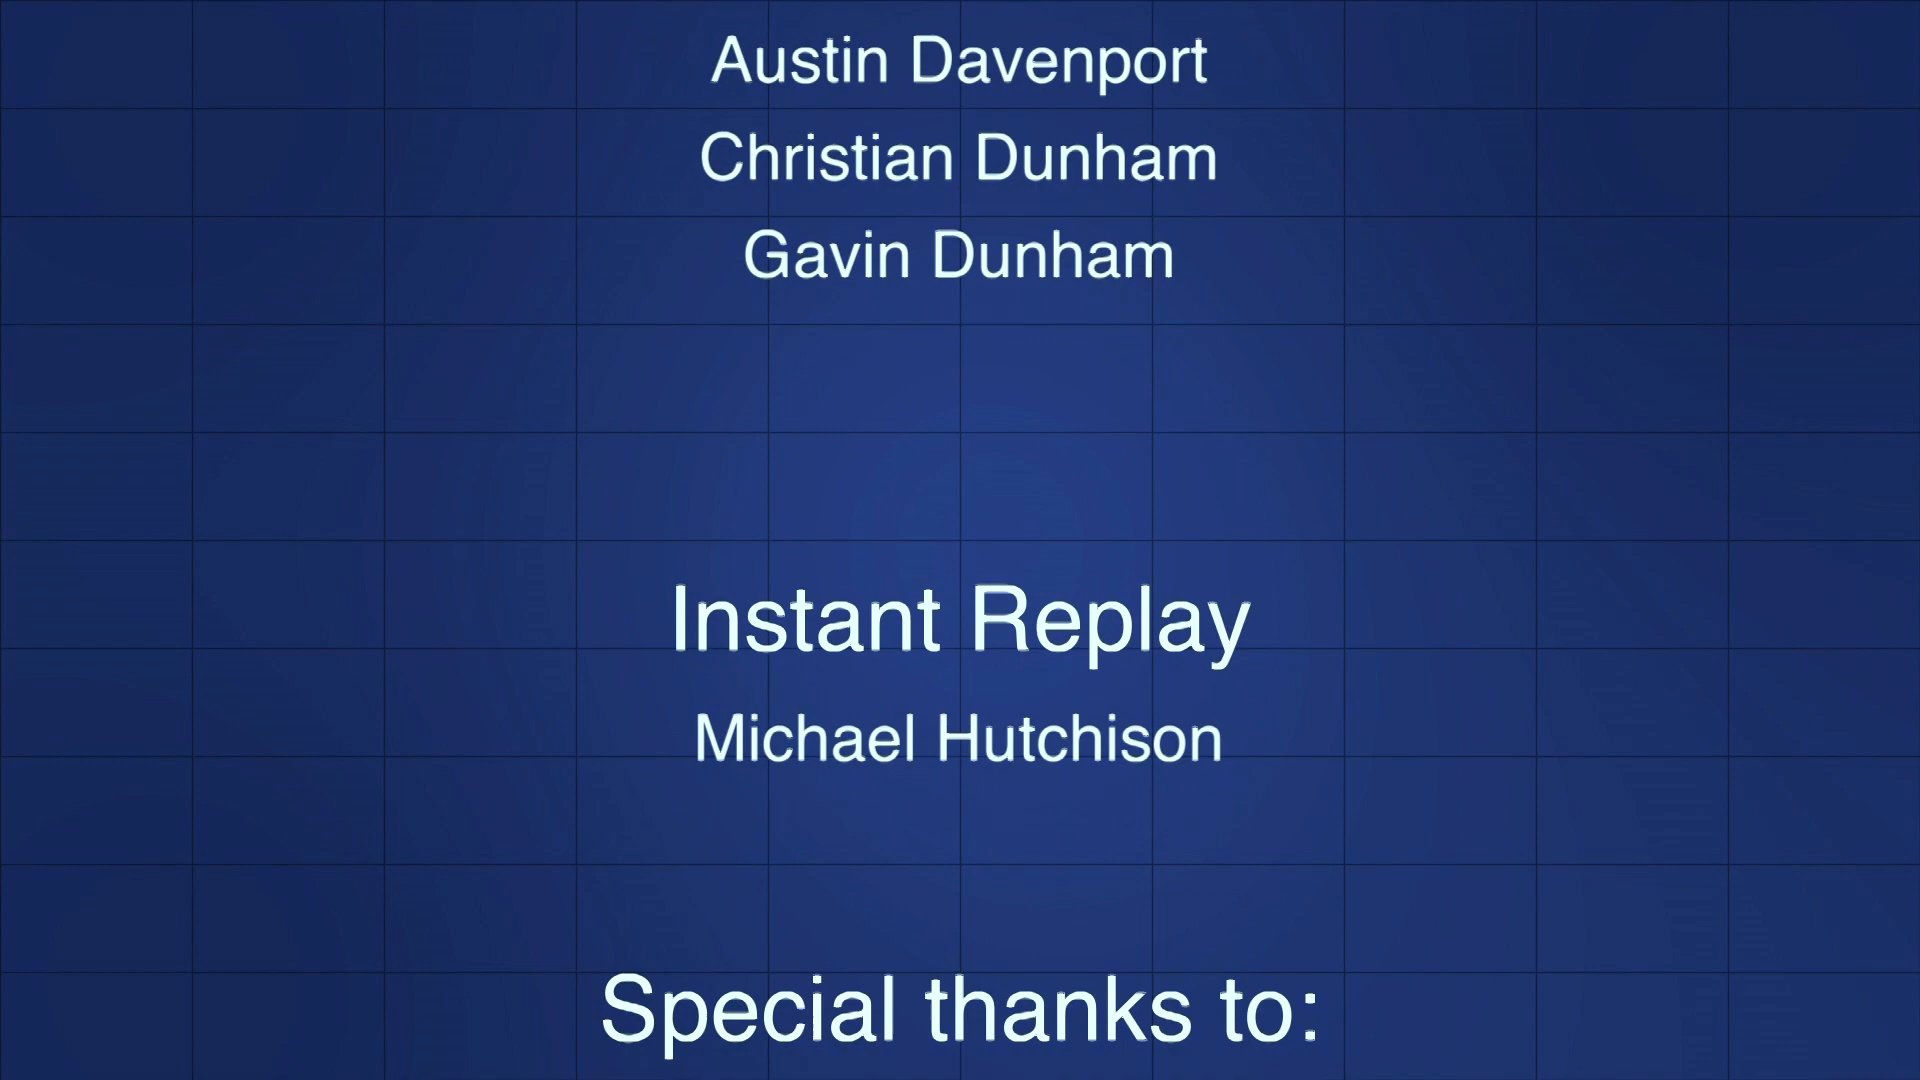 Austin Davenport
Christian Dunham
Gavin Dunham
Instant Replay
Michael Hutchison
Special thanks to: